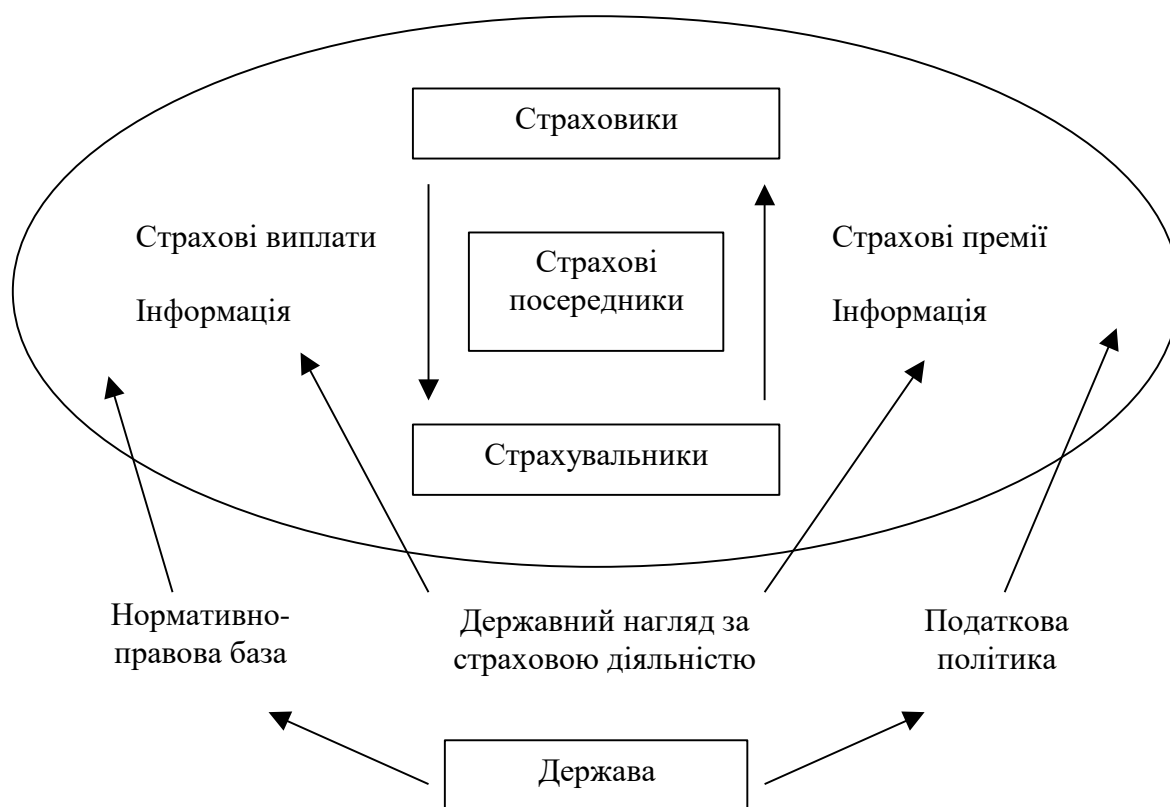 Страховики
Страхові виплати
Страхові
посередники
Страхові премії
Інформація
Інформація
Страхувальники
Нормативно-
правова база
Державний нагляд за
страховою діяльністю
Податкова
політика
Держава